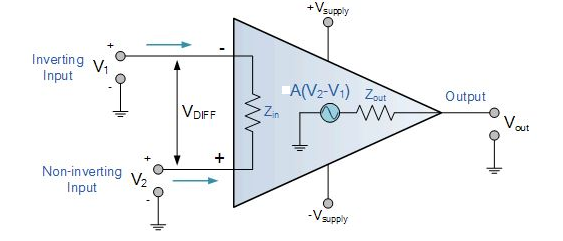 +Vsupply
Inverting
Input
V1
+
-
-
VDIFF
Zin
A(V2-V1)
Zout
Output
Vout
Non-inverting
Input
V2
+
-
+
-Vsupply